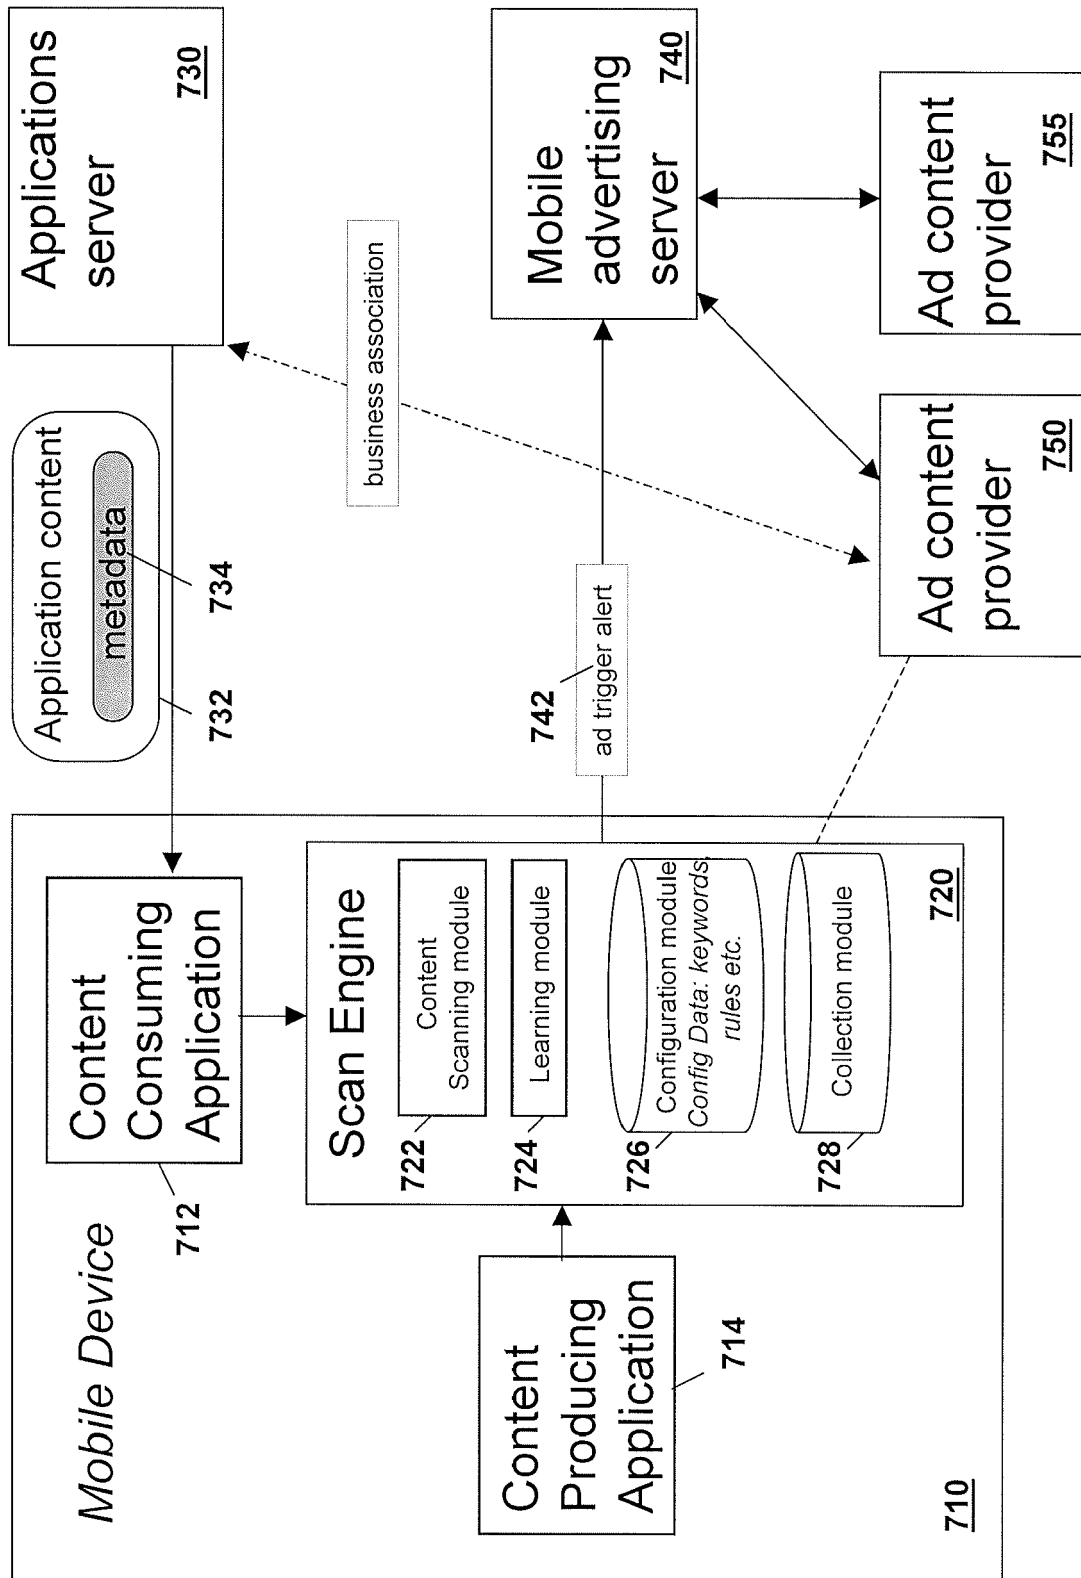 Mobile Device
710
Content
Consuming
Application
712
Content
Producing
Application
714
Scan Engine
Content
Scanning module
722
Learning module
724
Configuration module
Config Data: keywords,
rules etc.
726
Collection module
728
720
Application content
metadata
734
732
Applications
server
730
business association
ad trigger alert
742
Mobile
advertising
server
740
Ad content
provider
750
Ad content
provider
755